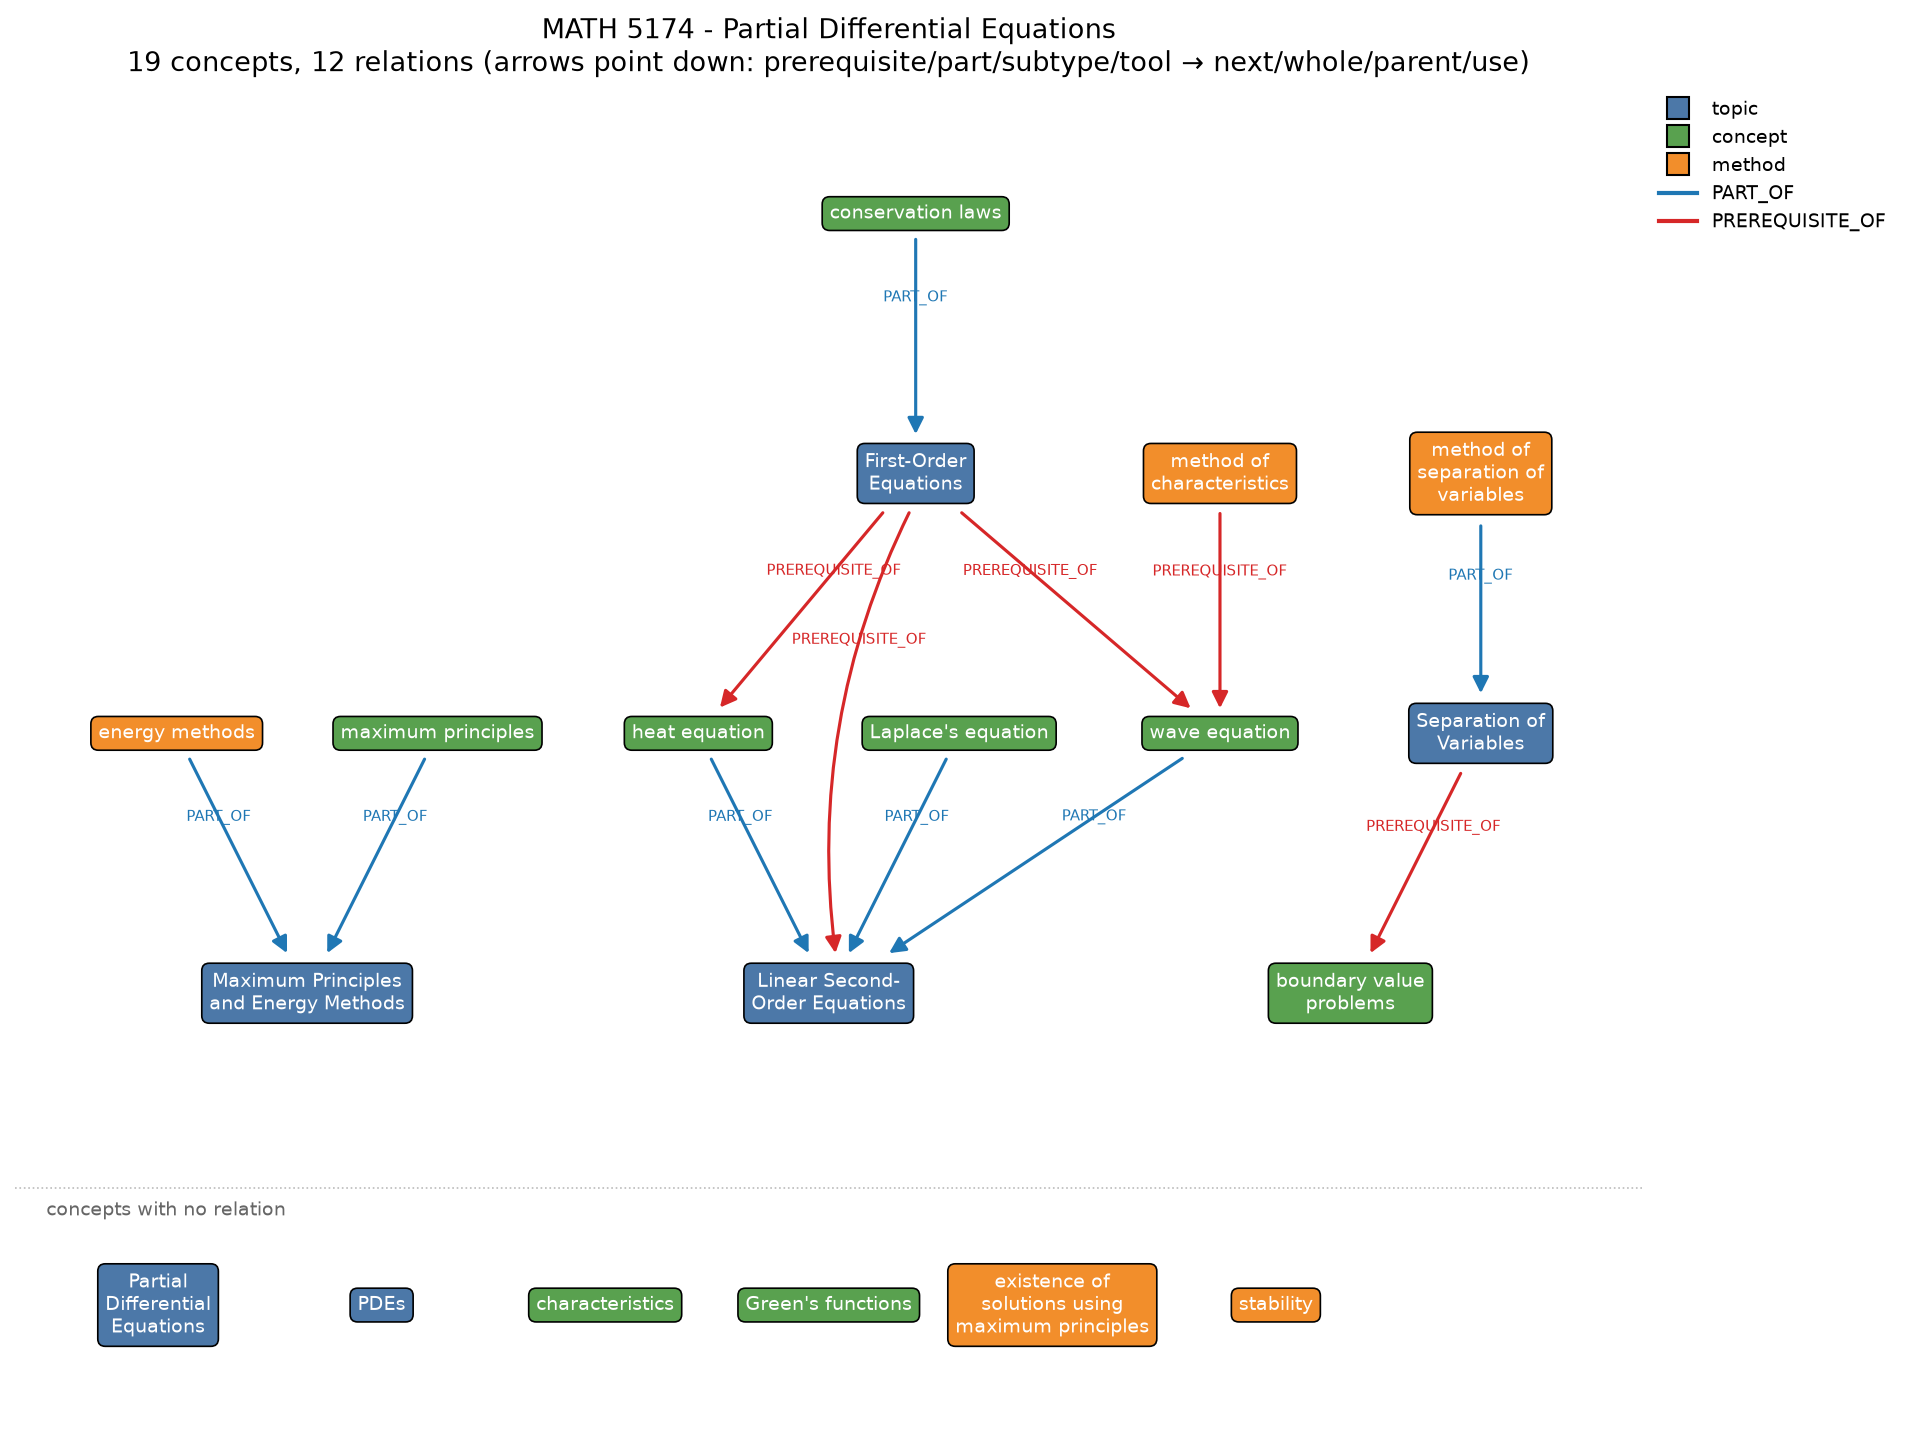 MATH 5174 - Partial Differential Equations
19 concepts, 12 relations (arrows point down: prerequisite/part/subtype/tool → next/whole/parent/use)
topic
concept
method
PART_OF
PREREQUISITE_OF
conservation laws
PART_OF
First-Order
Equations
method of
characteristics
method of
separation of
variables
PREREQUISITE_OF
PREREQUISITE_OF
PREREQUISITE_OF
PART_OF
PREREQUISITE_OF
energy methods
maximum principles
heat equation
Laplace's equation
wave equation
Separation of
Variables
PART_OF
PART_OF
PART_OF
PART_OF
PART_OF
PREREQUISITE_OF
Maximum Principles
and Energy Methods
Linear Second-
Order Equations
boundary value
problems
concepts with no relation
Partial
Differential
Equations
PDEs
characteristics
Green's functions
existence of
solutions using
maximum principles
stability